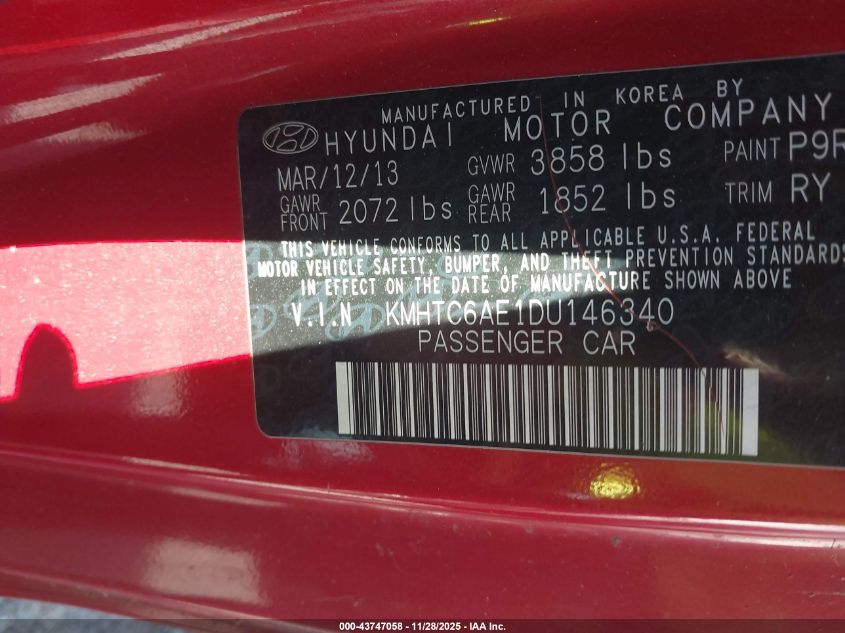 MANUFACTURED IN KOREA BY
HYUNDAI MOTOR COMPANY
MAR/12/13 GVWR 3858 lbs PAINT P9R
GAWR FRONT 2072 lbs GAWR REAR 1852 lbs TRIM RY
THIS VEHICLE CONFORMS TO ALL APPLICABLE U.S.A. FEDERAL
MOTOR VEHICLE SAFETY, BUMPER, AND THEFT PREVENTION STANDARDS
IN EFFECT ON THE DATE OF MANUFACTURE SHOWN ABOVE
V.I.N KMHTC6AE1DU146340
PASSENGER CAR
000-43747058 - 11/28/2025 - IAA Inc.